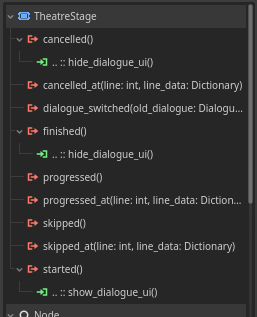 TheatreStage
cancelled()
.. :: hide_dialogue_ui()
cancelled_at(line: int, line_data: Dictionary)
dialogue_switched(old_dialogue: Dialogu...
finished()
.. :: hide_dialogue_ui()
progressed()
progressed_at(line: int, line_data: Diction...
skipped()
skipped_at(line: int, line_data: Dictionary)
started()
.. :: show_dialogue_ui()
Node